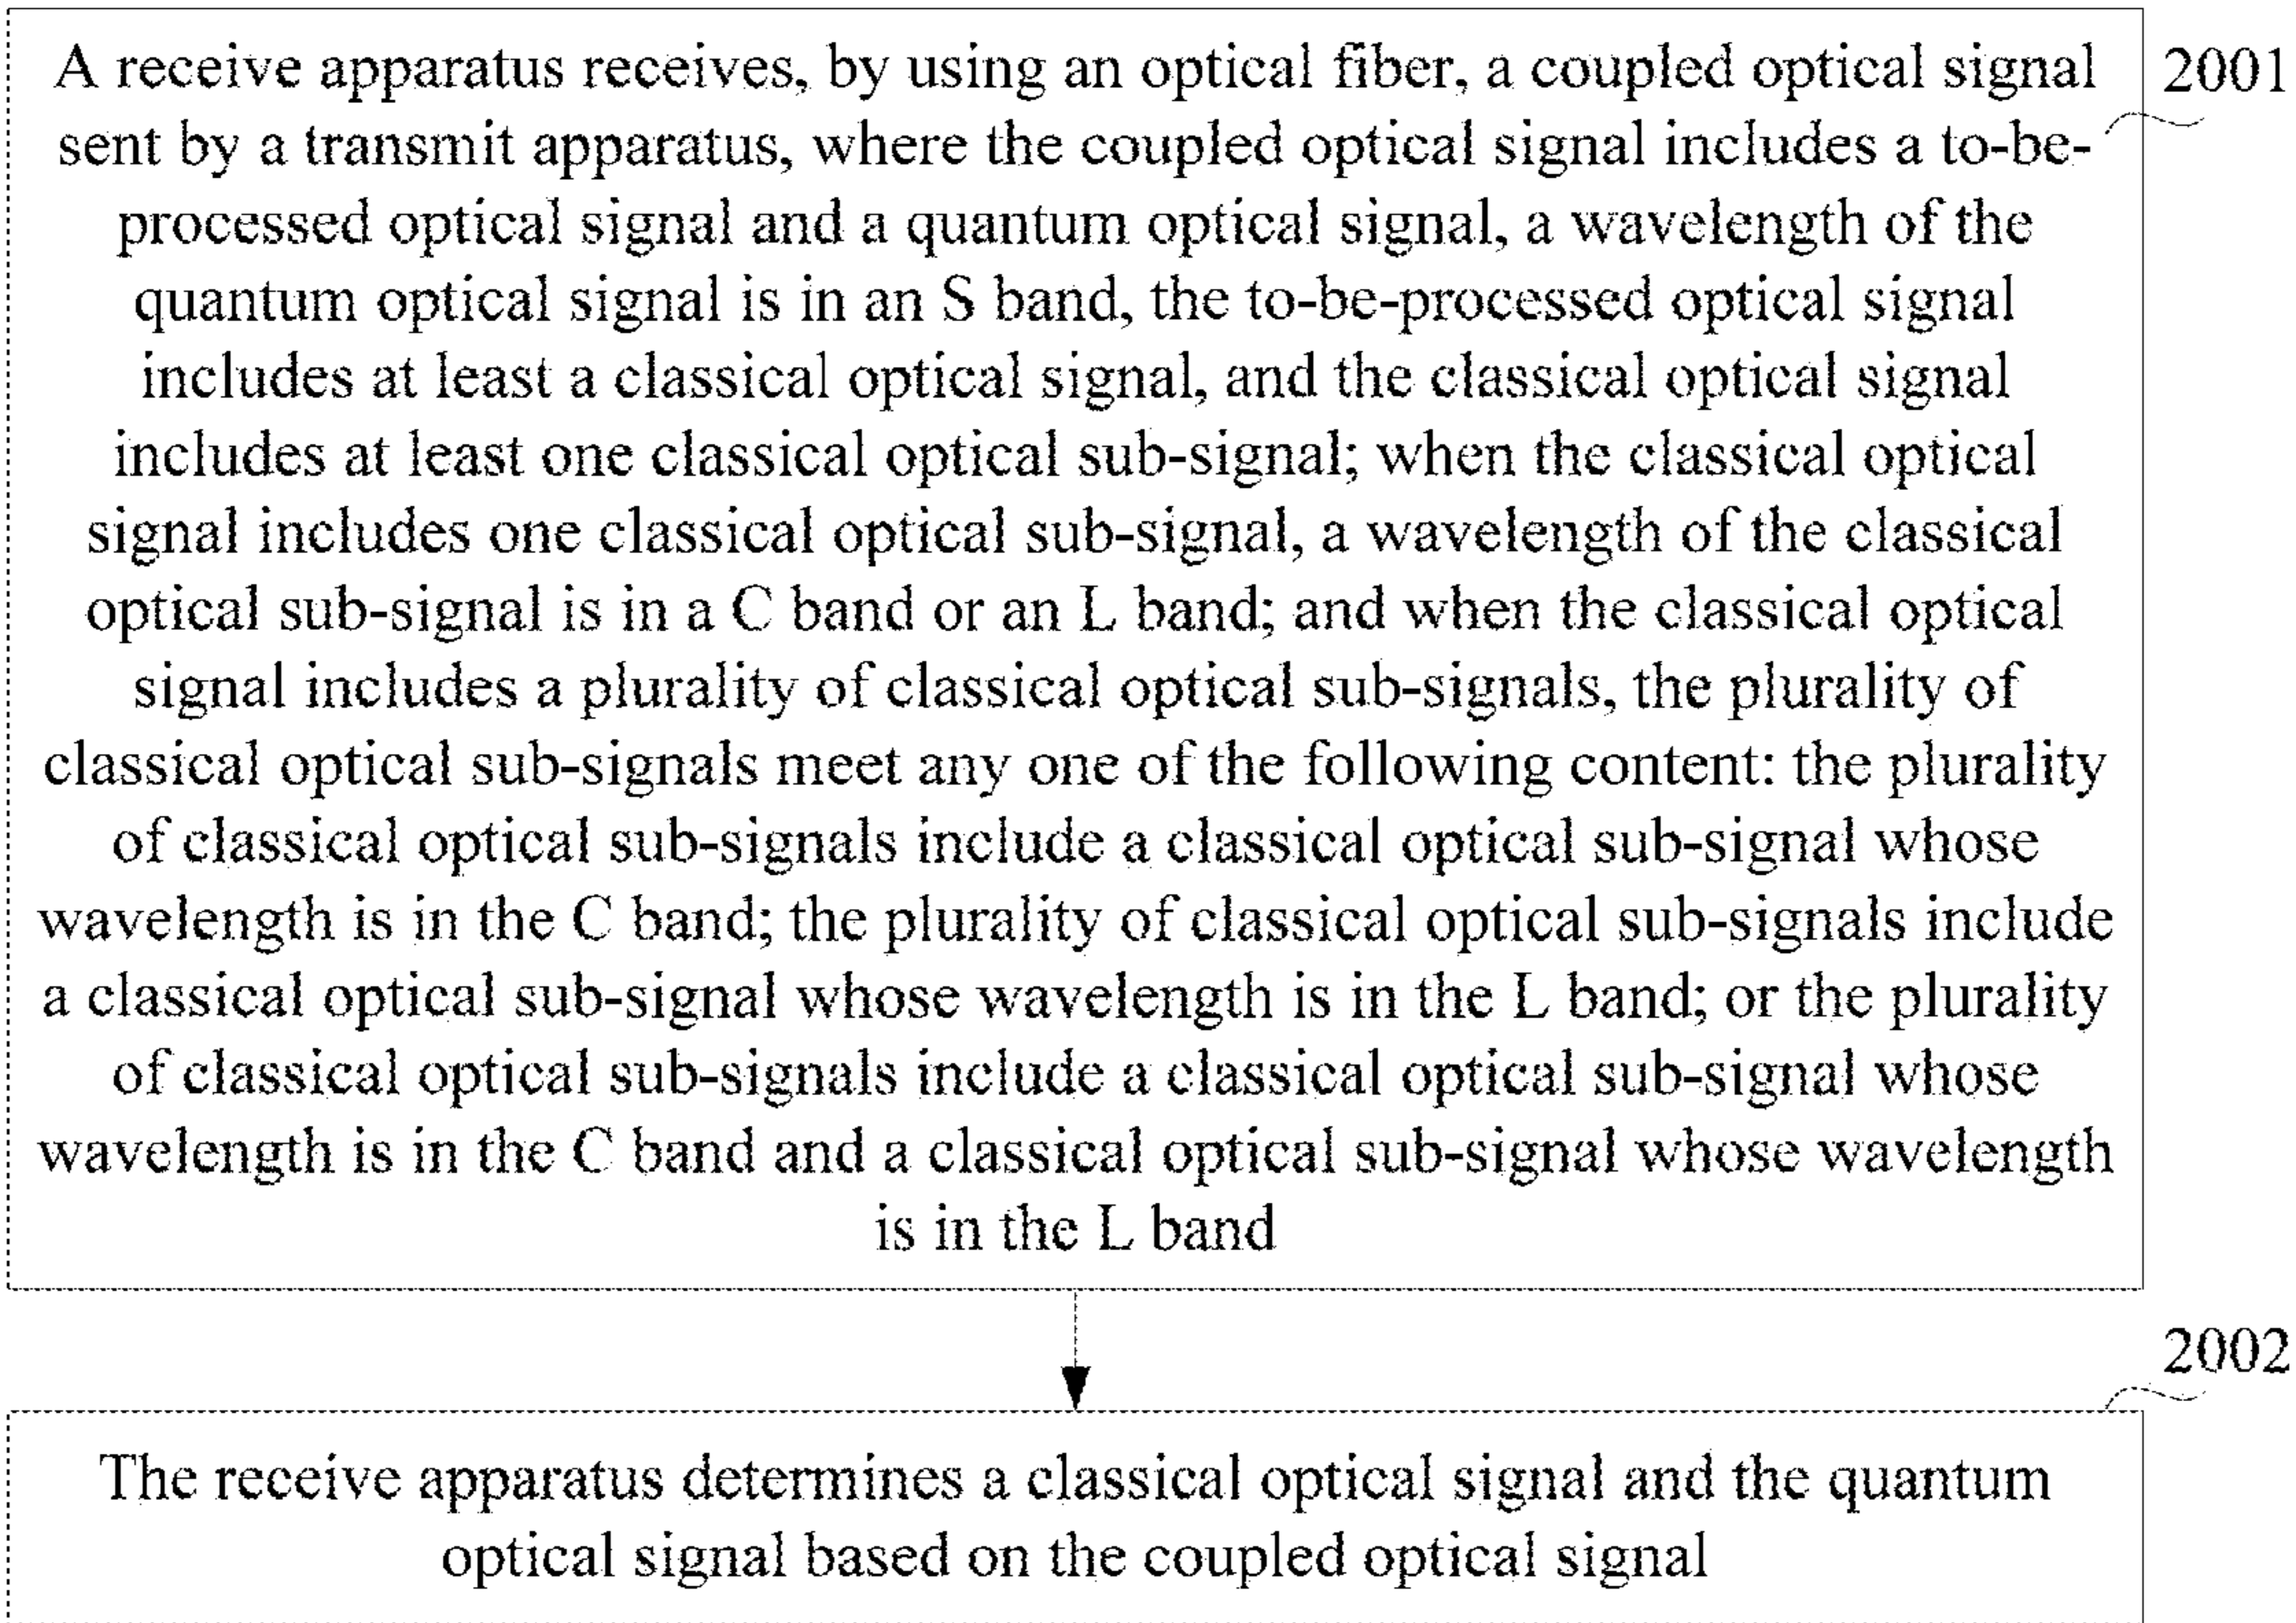 A receive apparatus receives, by using an optical fiber, a coupled optical signal
2001
sent by a transmit apparatus, where the coupled optical signal includes a to-be-
processed optical signal and a quantum optical signal, a wavelength of the
quantum optical signal is in an S band, the to-be-processed optical signal
includes at least a classical optical signal, and the classical optical signal
includes at least one classical optical sub-signal; when the classical optical
signal includes one classical optical sub-signal, a wavelength of the classical
optical sub-signal is in a C band or an L band; and when the classical optical
signal includes a plurality of classical optical sub-signals, the plurality of
classical optical sub-signals meet any one of the following content: the plurality
of classical optical sub-signals include a classical optical sub-signal whose
wavelength is in the C band; the plurality of classical optical sub-signals include
a classical optical sub-signal whose wavelength is in the L band; or the plurality
of classical optical sub-signals include a classical optical sub-signal whose
wavelength is in the C band and a classical optical sub-signal whose wavelength
is in the L band
2002
The receive apparatus determines a classical optical signal and the quantum
optical signal based on the coupled optical signal